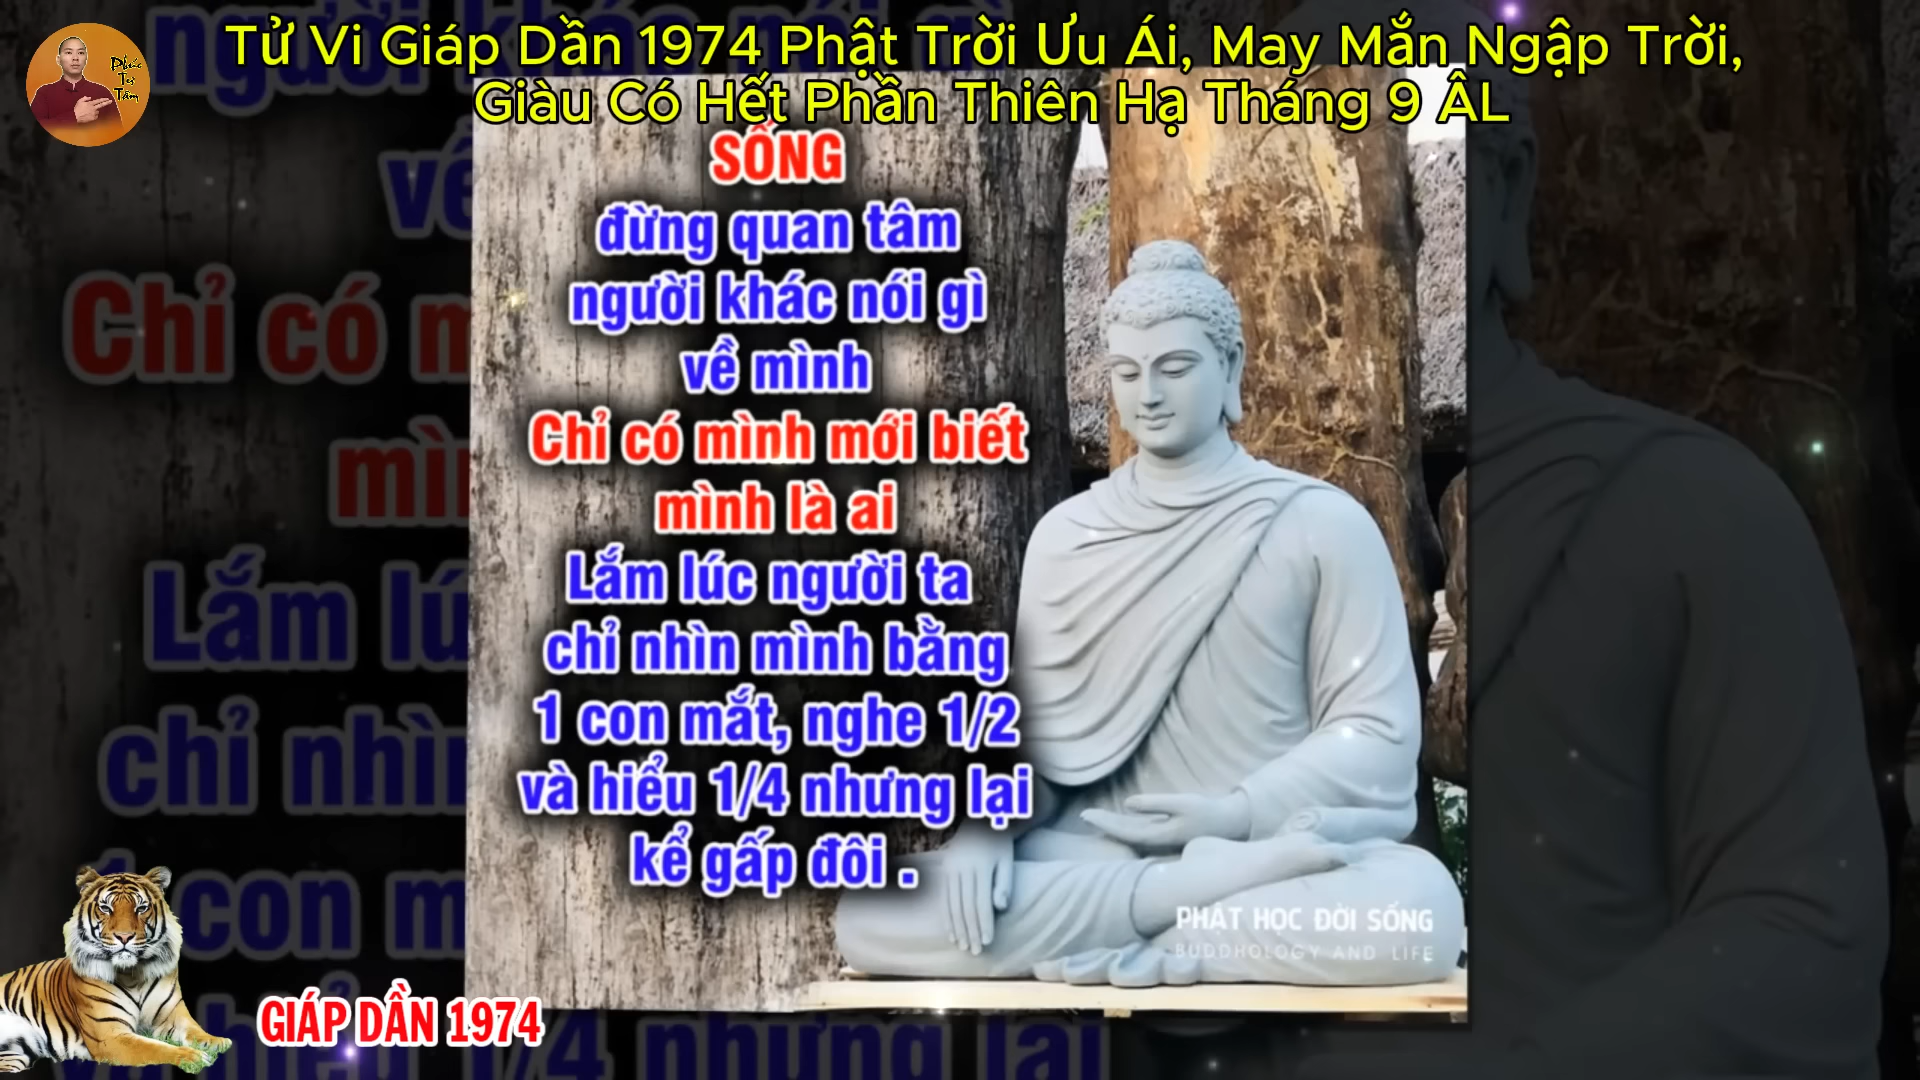 Tử Vi Giáp Dần 1974 Phật Trời Ưu Ái, May Mắn Ngập Trời,
Giàu Có Hết Phần Thiên Hạ Tháng 9 ÂL
Phúc
Tư
Tâm
SỐNG
đừng quan tâm
người khác nói gì
về mình
Chỉ có mình mới biết
mình là ai
Lắm lúc người ta
chỉ nhìn mình bằng
1 con mắt, nghe 1/2
và hiểu 1/4 nhưng lại
kể gấp đôi .
PHẬT HỌC ĐỜI SỐNG
BUDDHOLOGY AND LIFE
GIÁP DẦN 1974